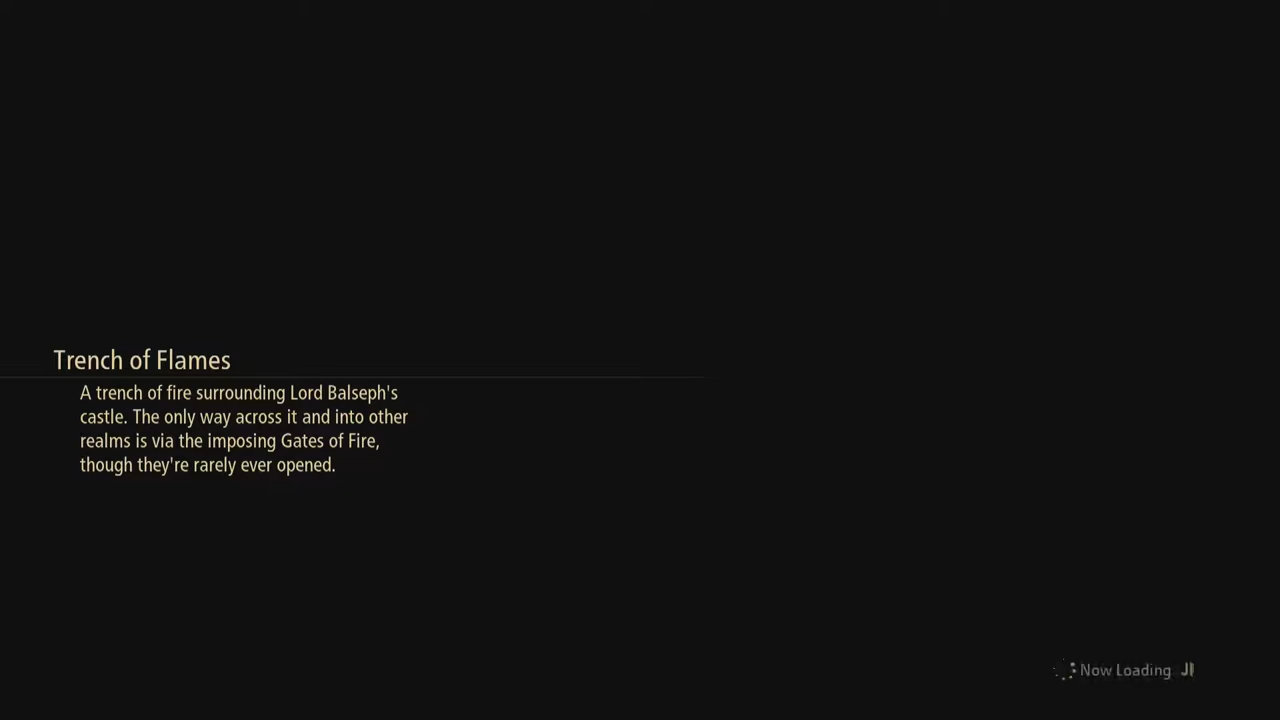 Trench of Flames
A trench of fire surrounding Lord Balseph's
castle. The only way across it and into other
realms is via the imposing Gates of Fire,
though they're rarely ever opened.
Now Loading